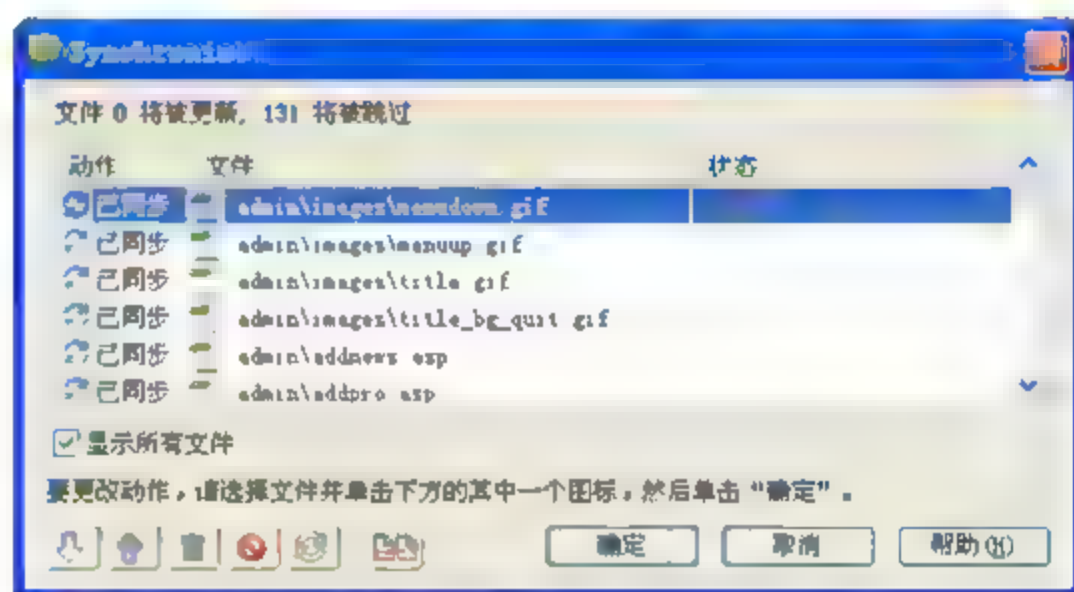 文件 0 将被更新, 131 将被跳过
动作 文件 状态
已同步 admin\images\menudown.gif
已同步 admin\images\menuup gif
已同步 admin\images\title gif
已同步 admin\images\title_bg_quit gif
已同步 admin\addnews asp
已同步 admin\addpro asp
显示所有文件
要更改动作，请选择文件并单击下方的其中一个图标，然后单击“确定”。
确定 取消 帮助(H)